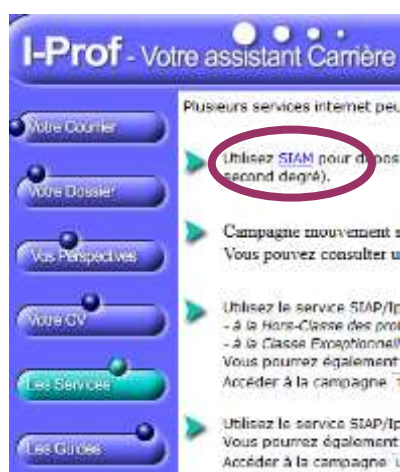 I-Prof - Votre assistant Carrière
Votre Courrier
Votre Dossier
Vos Perspectives
Votre CV
Les Services
Les Guides
Plusieurs services internet peu
Utilisez SIAM pour dépos
second degré).
Campagne mouvement
Vous pouvez consulter
Utilisez le service SIAP/Ip
- à la Hors-Classe des pro
- à la Classe Exceptionnel
Vous pourrez également
Accéder à la campagne
Utilisez le service SIAP/Ip
Vous pourrez également
Accéder à la campagne